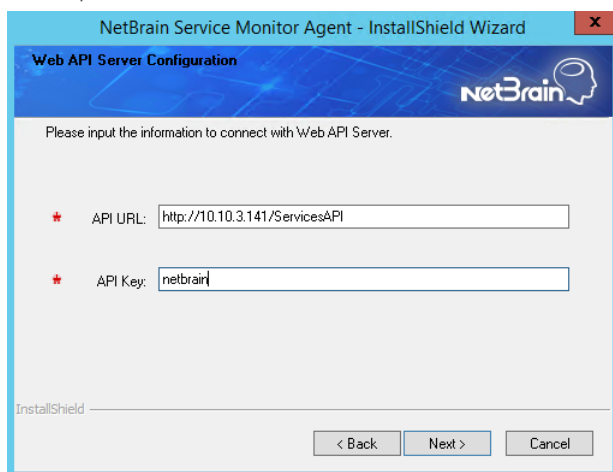 NetBrain Service Monitor Agent - InstallShield Wizard
x
Web API Server Configuration
NetBrain
Please input the information to connect with Web API Server.
* API URL: http://10.10.3.141/ServicesAPI
* API Key: netbrain
InstallShield
< Back Next > Cancel